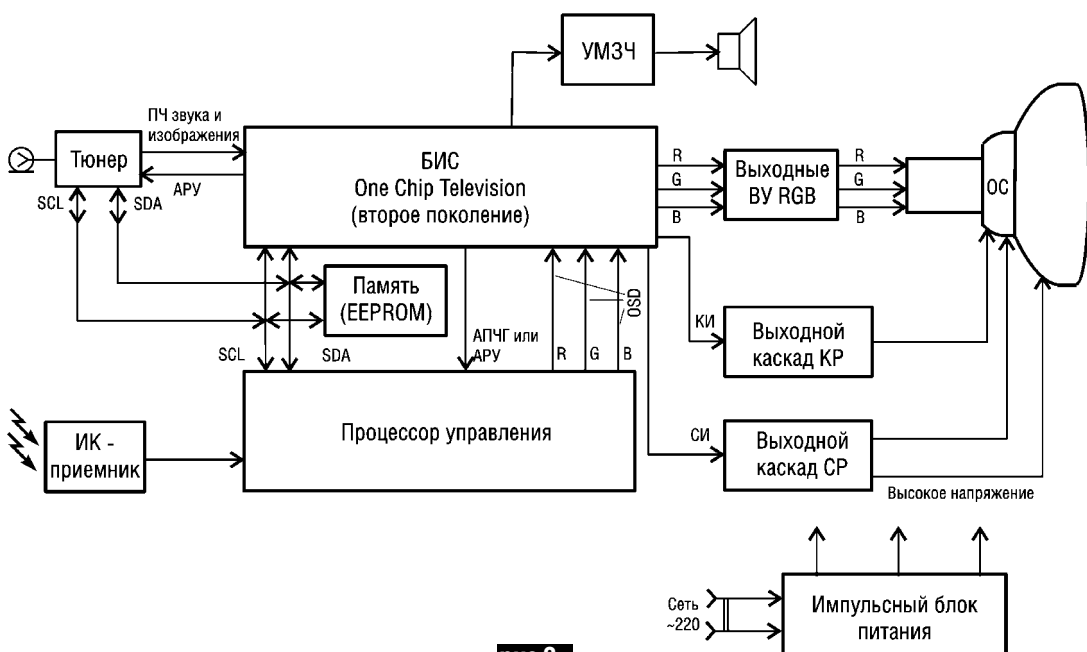 УМЗЧ
ПЧ звука и
изображения
Тюнер
АРУ
SCL
SDA
БИС
One Chip Television
(второе поколение)
R
G
B
Выходные
ВУ RGB
R
G
B
ОС
Память
(EEPROM)
SCL
SDA
АПЧГ или
АРУ
R
G
B
OSD
КИ
Выходной
каскад КР
ИК -
приемник
Процессор управления
СИ
Выходной
каскад СР
Высокое напряжение
Сеть
~220
Импульсный блок
питания